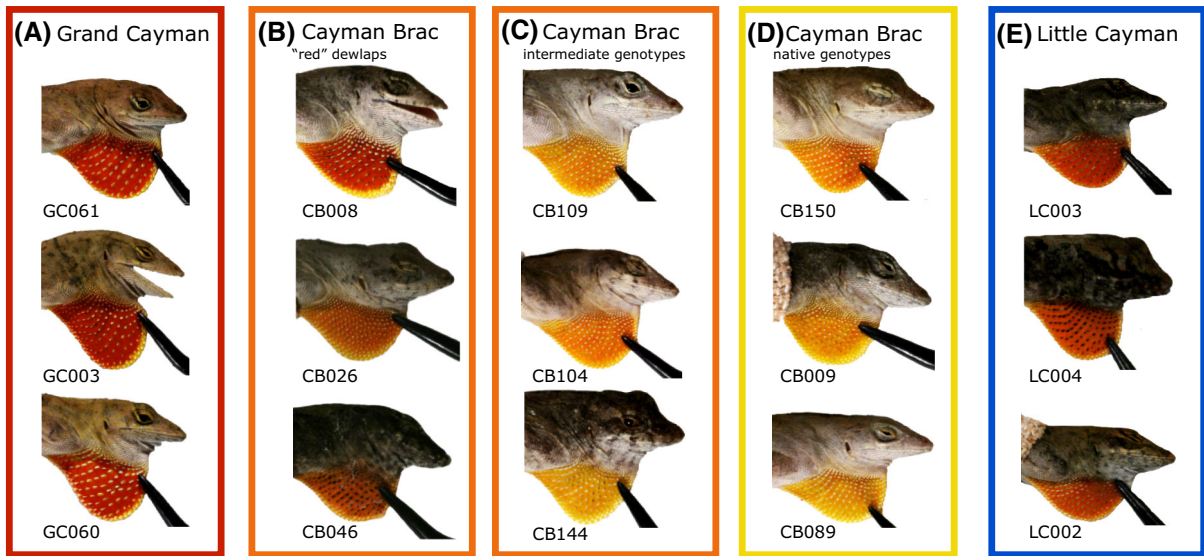 (A) Grand Cayman
GC061
GC003
GC060
(B) Cayman Brac
"red" dewlaps
CB008
CB026
CB046
(C) Cayman Brac
intermediate genotypes
CB109
CB104
CB144
(D) Cayman Brac
native genotypes
CB150
CB009
CB089
(E) Little Cayman
LC003
LC004
LC002